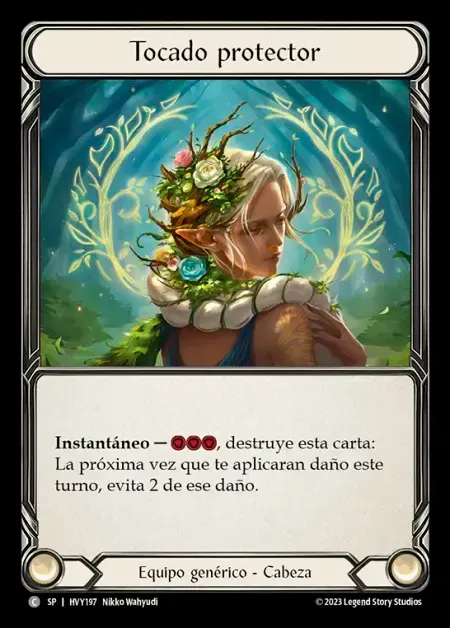 Tocado protector
Instantáneo — , destruye esta carta:
La próxima vez que te aplicaran daño este
turno, evita 2 de ese daño.
Equipo genérico - Cabeza
C SP | HVY197 Nikko Wahyudi
© 2023 Legend Story Studios